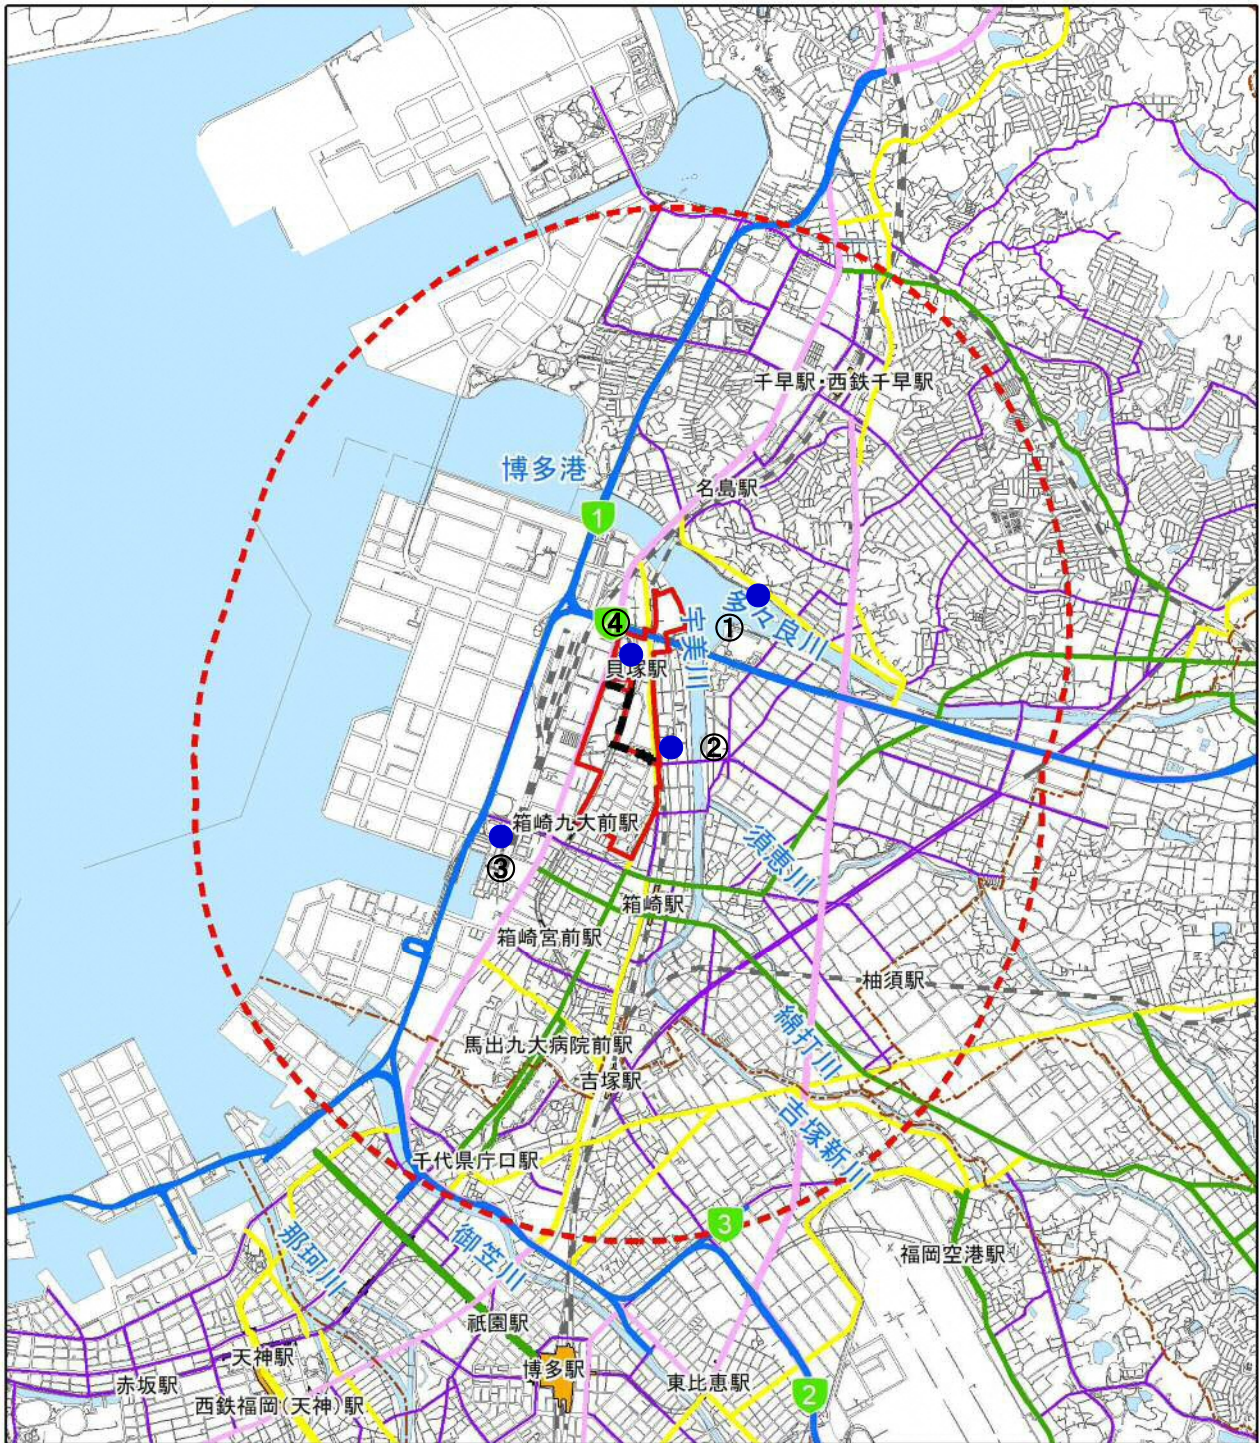 千早駅・西鉄千早駅
博多港
名島駅
1
多々良川
①
④
宇美川
貝塚駅
②
箱崎九大前駅
③
須恵川
箱崎駅
箱崎宮前駅
柚須駅
綿打川
馬出九大病院前駅
吉塚駅
吉塚新川
千代県庁口駅
3
那珂川
御笠川
福岡空港駅
祇園駅
天神駅
博多駅
赤坂駅
東比恵駅
西鉄福岡(天神)駅
2